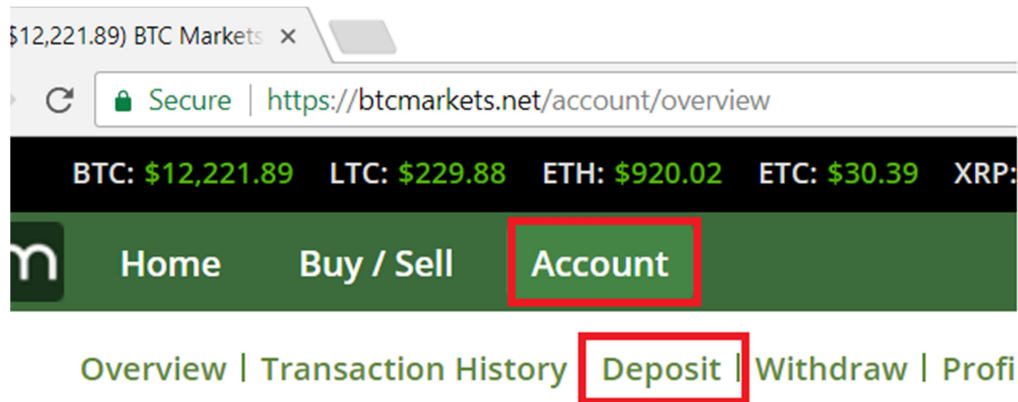 $12,221.89) BTC Markets ×
Secure | https://btcmarkets.net/account/overview
BTC: $12,221.89 LTC: $229.88 ETH: $920.02 ETC: $30.39 XRP:
m Home Buy / Sell Account
Overview | Transaction History Deposit | Withdraw | Profi